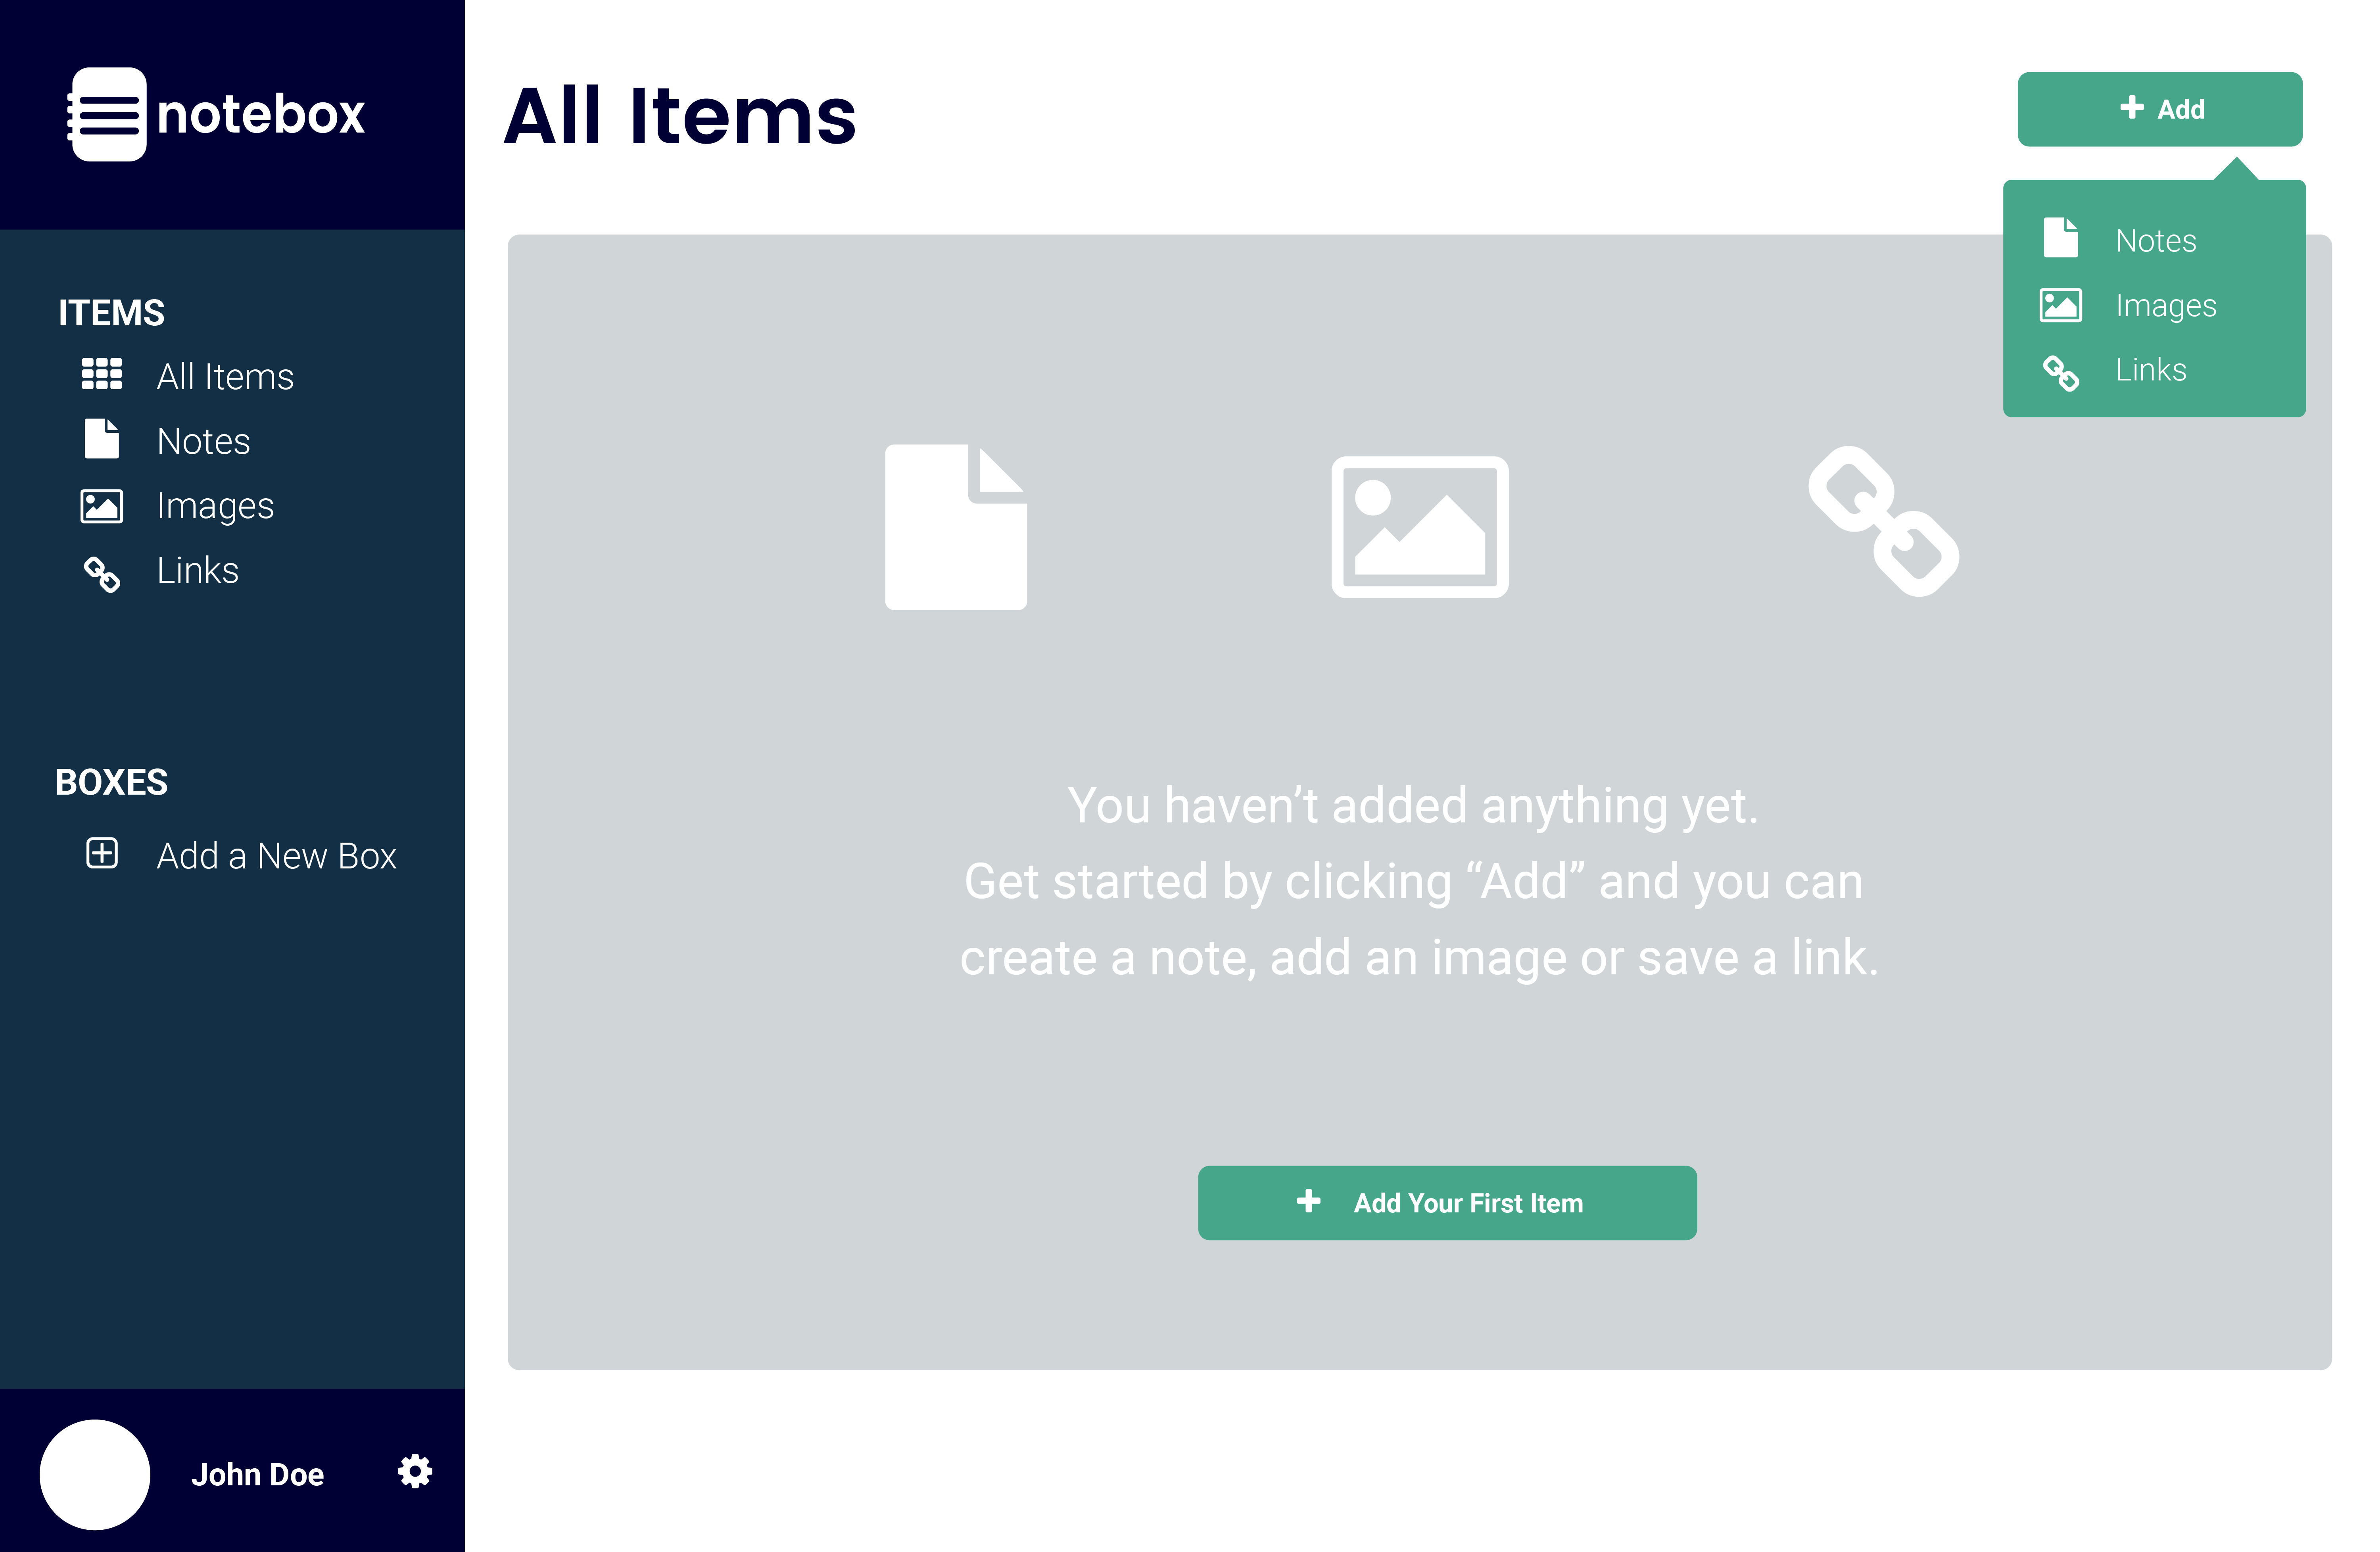 notebox
ITEMS
All Items
Notes
Images
Links
BOXES
Add a New Box
John Doe
All Items
Add
Notes
Images
Links
You haven’t added anything yet.
Get started by clicking “Add” and you can
create a note, add an image or save a link.
Add Your First Item